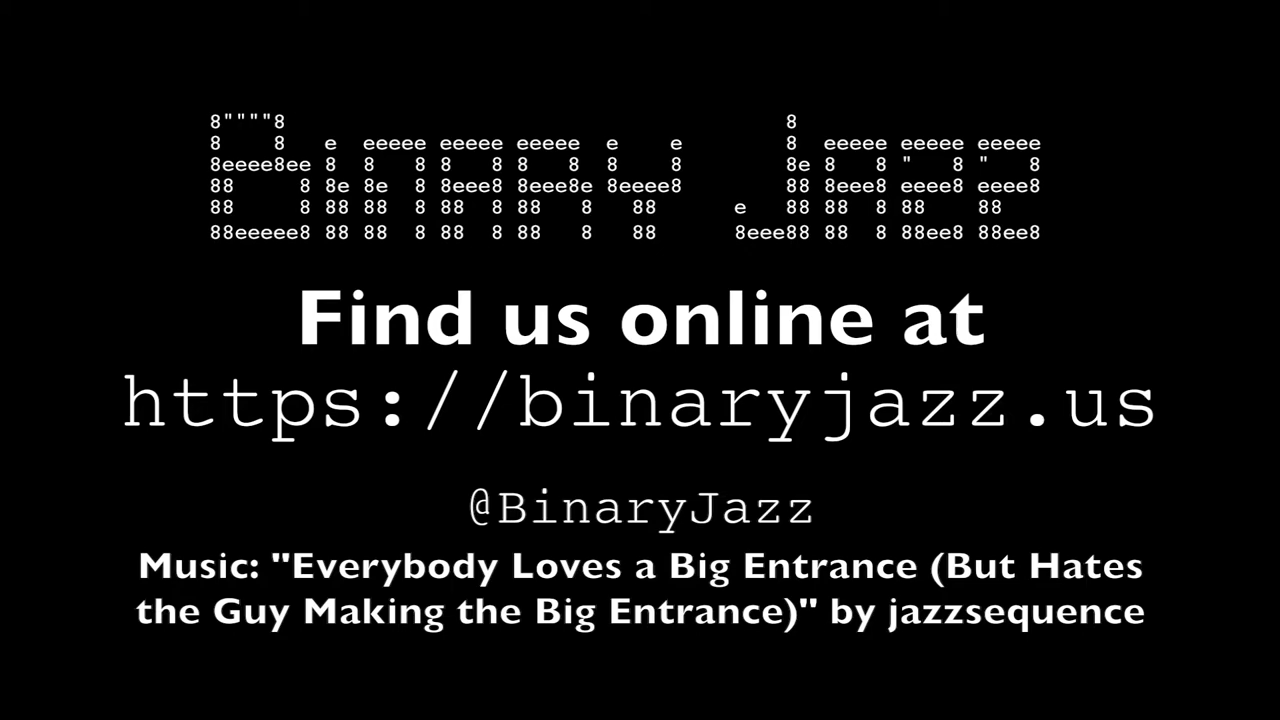 Binary Jazz
Find us online at
https://binaryjazz.us
@BinaryJazz
Music: "Everybody Loves a Big Entrance (But Hates
the Guy Making the Big Entrance)" by jazzsequence